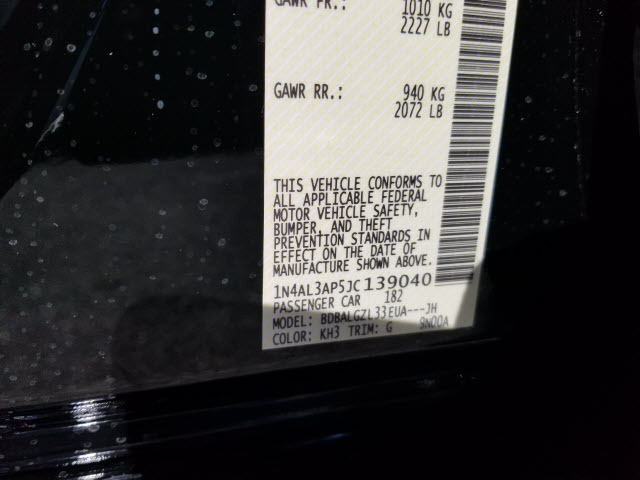 GAWR FR.: 1010 KG
2227 LB
GAWR RR.: 940 KG
2072 LB
THIS VEHICLE CONFORMS TO
ALL APPLICABLE FEDERAL
MOTOR VEHICLE SAFETY,
BUMPER, AND THEFT
PREVENTION STANDARDS IN
EFFECT ON THE DATE OF
MANUFACTURE SHOWN ABOVE.
1N4AL3AP5JC139040
PASSENGER CAR 182
MODEL: BDBALGZL33EUA---JH
COLOR: KH3 TRIM: G 9N00A